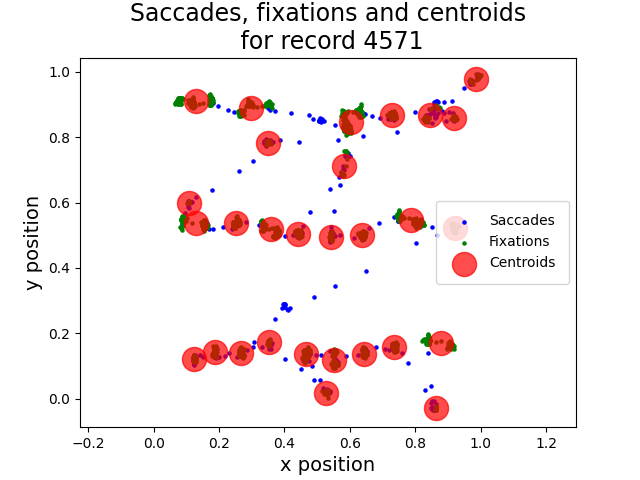 Saccades, fixations and centroids
for record 4571
y position
1.0
0.8
0.6
0.4
0.2
0.0
Saccades
Fixations
Centroids
−0.2
0.0
0.2
0.4
0.6
0.8
1.0
1.2
x position